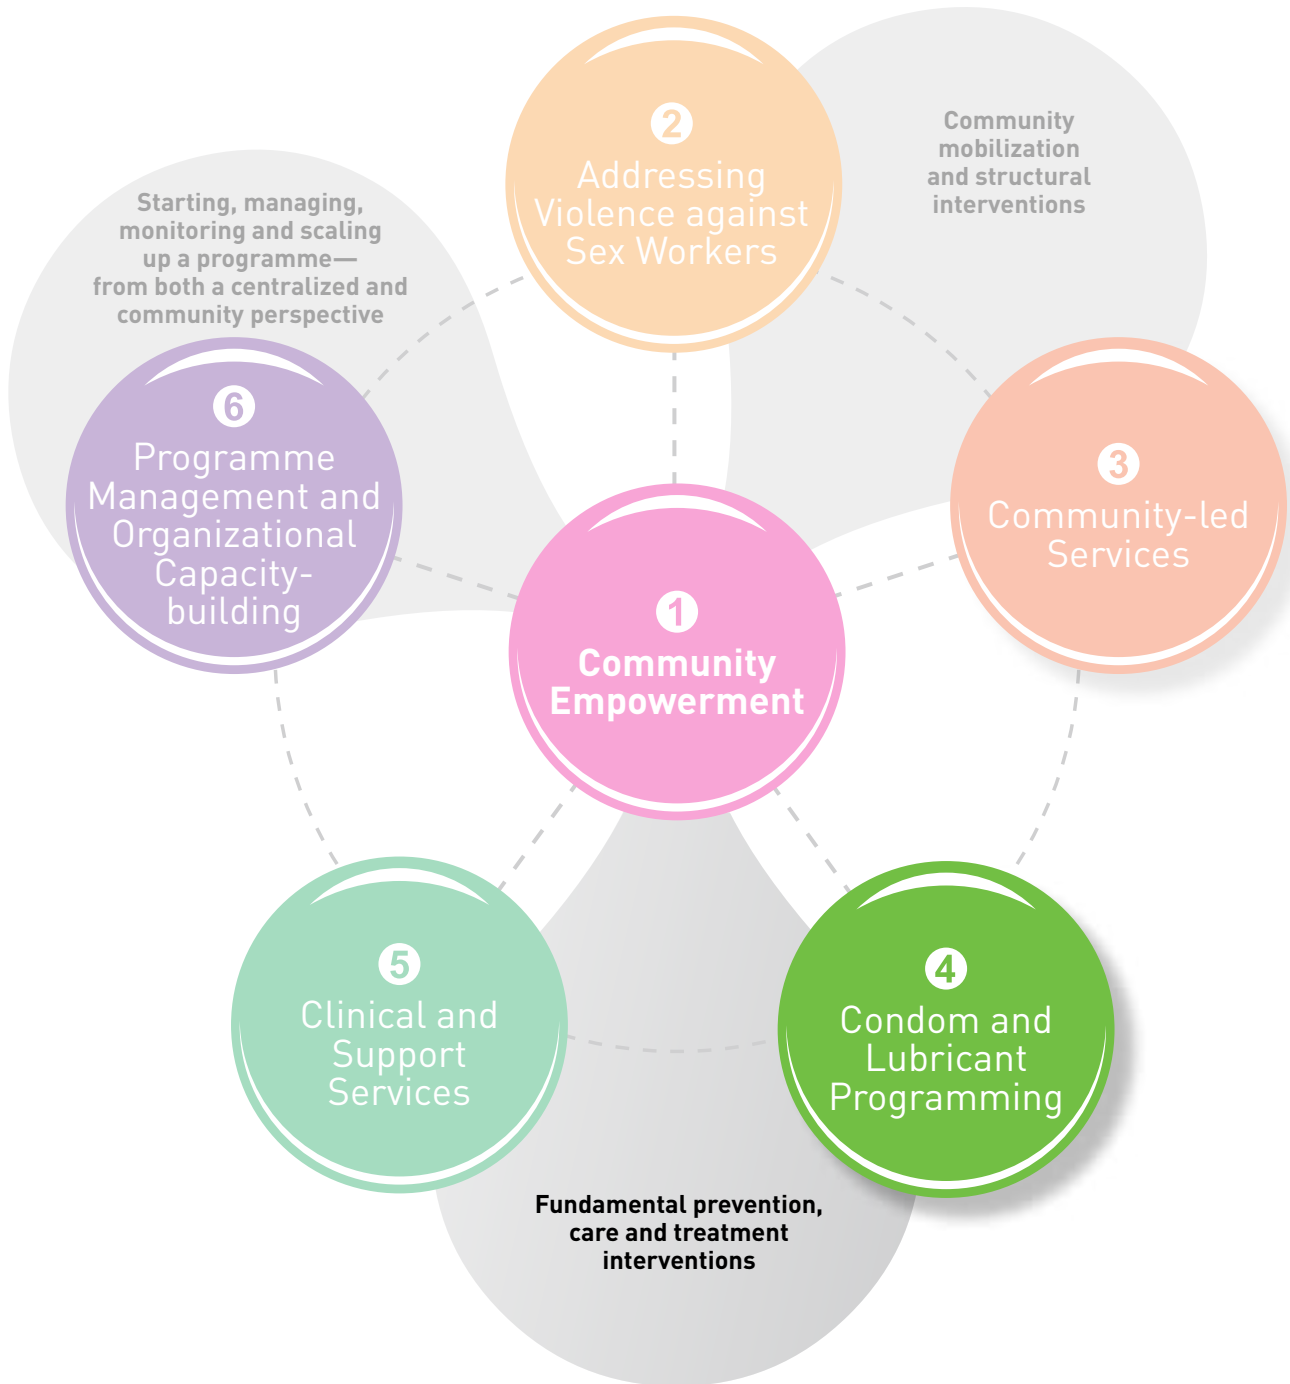 2
Addressing
Violence against
Sex Workers
Community
mobilization
and structural
interventions
Starting, managing,
monitoring and scaling
up a programme—
from both a centralized and
community perspective
6
Programme
Management and
Organizational
Capacity-
building
3
Community-led
Services
1
Community
Empowerment
5
Clinical and
Support
Services
4
Condom and
Lubricant
Programming
Fundamental prevention,
care and treatment
interventions